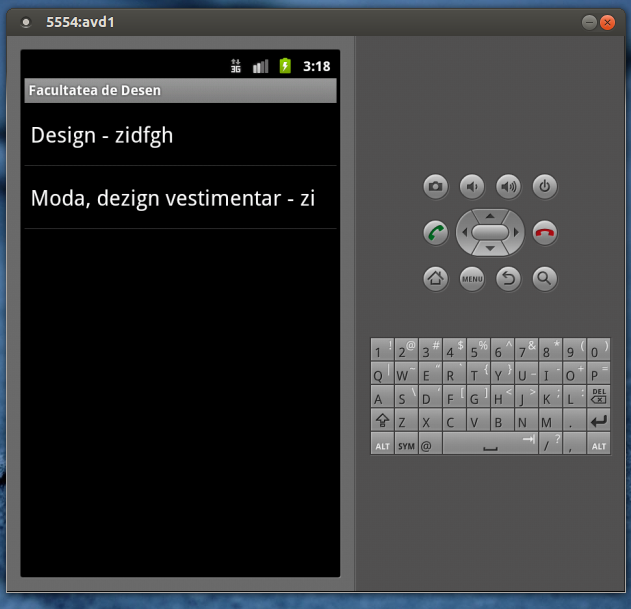 5554:avd1
3G 3:18
Facultatea de Desen
Design - zidfgh
Moda, dezign vestimentar - zi
MENU
1 ! 2 @ 3 # 4 $ 5 % 6 ^ 7 & 8 * 9 ( 0 )
Q | W ~ E " R ` T { Y } U _ I - O + P =
A S \ D ' F [ G ] H < J > K ; L : DEL
Z X C V B N M .
ALT SYM @ / ? , ALT